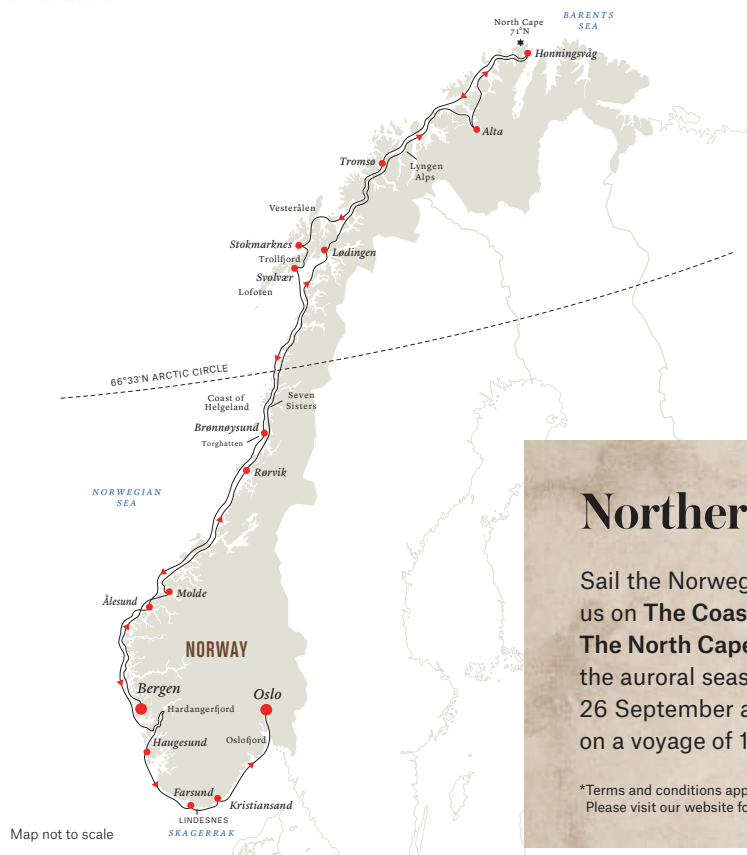 BARENTS
SEA
North Cape
71°N
Honningsvåg
Alta
Tromsø
Lyngen
Alps
Vesterålen
Stokmarknes
Lødingen
Trollfjord
Svolvær
Lofoten
66°33'N ARCTIC CIRCLE
Coast of
Helgeland
Seven
Sisters
Brønnøysund
Torghatten
Rørvik
NORWEGIAN
SEA
Molde
Ålesund
NORWAY
Bergen
Oslo
Hardangerfjord
Haugesund
Oslofjord
Farsund
Kristiansand
LINDESNES
SKAGERRAK
Map not to scale
Norther
Sail the Norweg
us on The Coas
The North Cape
the auroral seas
26 September a
on a voyage of 1
*Terms and conditions app
Please visit our website fo